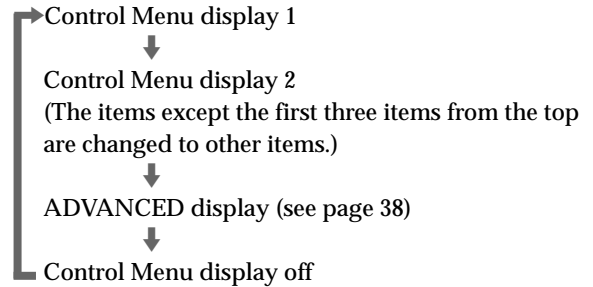 Control Menu display 1
Control Menu display 2
(The items except the first three items from the top
are changed to other items.)
ADVANCED display (see page 38)
Control Menu display off